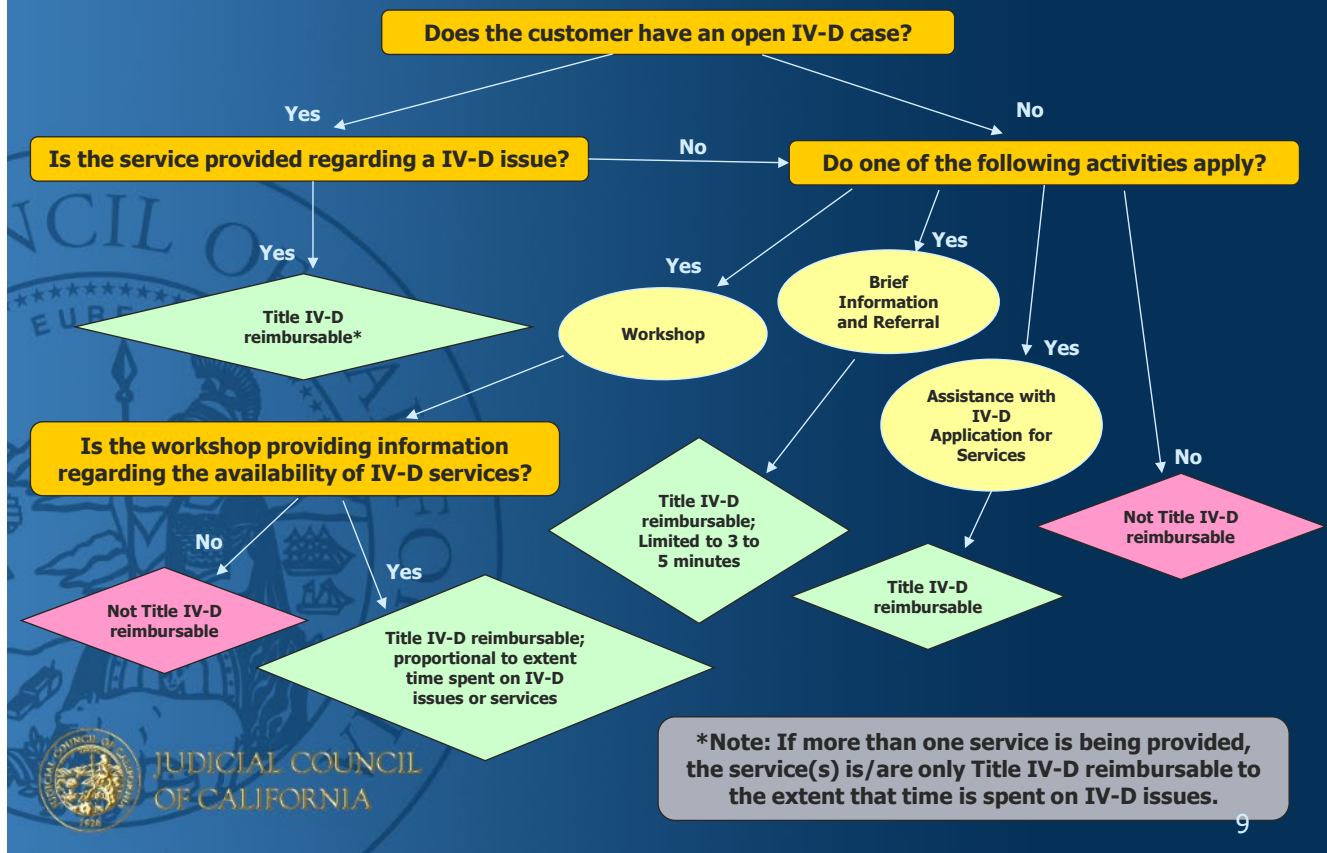 Does the customer have an open IV-D case?
Yes
No
Is the service provided regarding a IV-D issue?
No
Do one of the following activities apply?
Yes
Title IV-D
reimbursable*
Yes
Workshop
Yes
Brief
Information
and Referral
Yes
Assistance with
IV-D
Application for
Services
No
Not Title IV-D
reimbursable
Is the workshop providing information
regarding the availability of IV-D services?
Title IV-D
reimbursable;
Limited to 3 to
5 minutes
Title IV-D
reimbursable
No
Not Title IV-D
reimbursable
Yes
Title IV-D reimbursable;
proportional to extent
time spent on IV-D
issues or services
*Note: If more than one service is being provided,
the service(s) is/are only Title IV-D reimbursable to
the extent that time is spent on IV-D issues.
JUDICIAL COUNCIL
OF CALIFORNIA
1926
9
NCIL OF
EURE